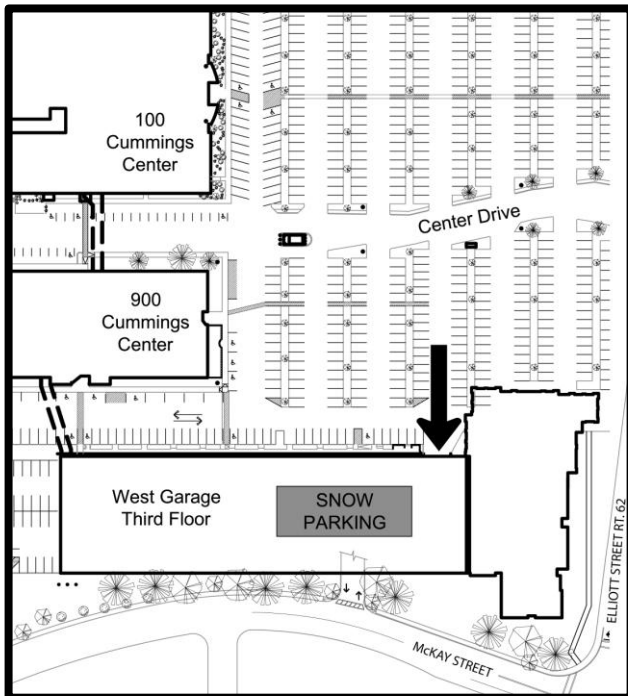 100
Cummings
Center
Center Drive
900
Cummings
Center
West Garage
Third Floor
SNOW
PARKING
McKAY STREET
ELLIOTT STREET RT. 62